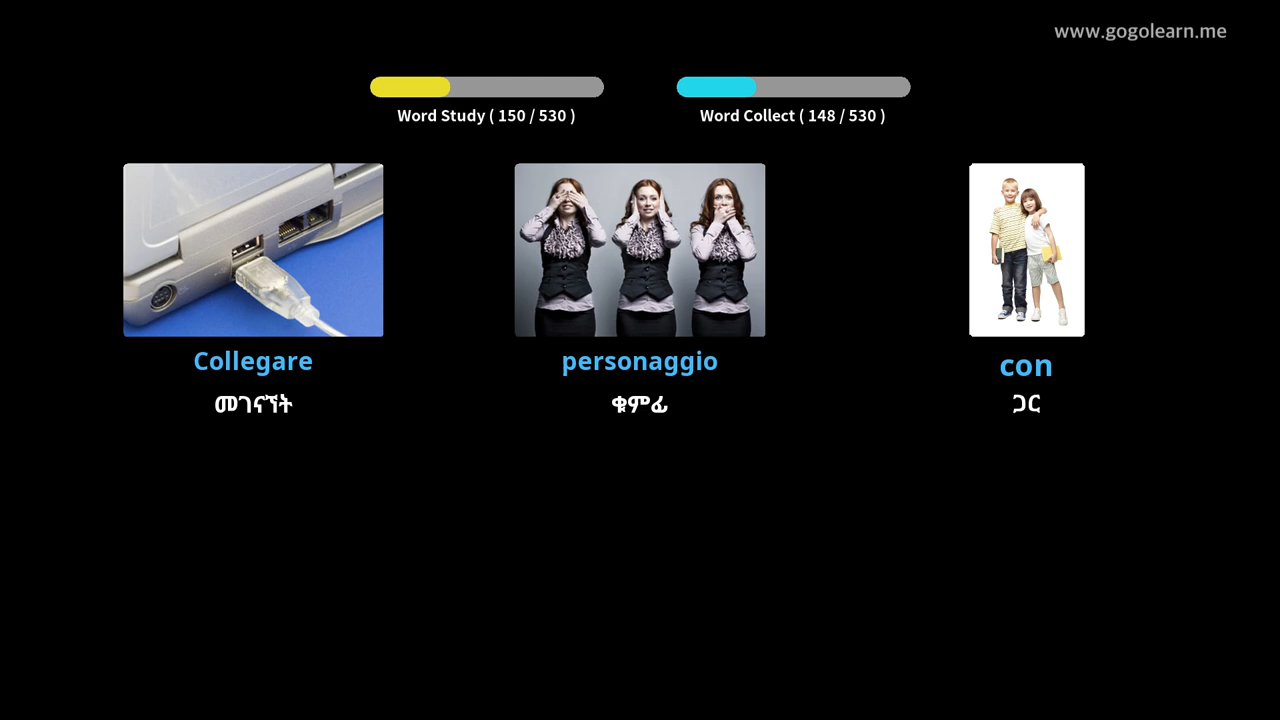 www.gogolearn.me
Word Study ( 150 / 530 )
Word Collect ( 148 / 530 )
Collegare
personaggio
con
መገናኘት
ቁምፊ
ጋር